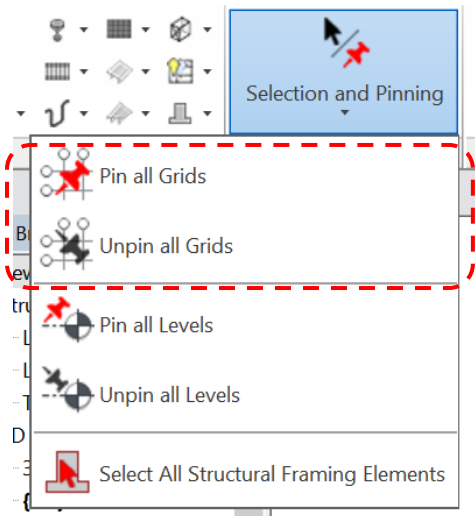 Selection and Pinning
Pin all Grids
Unpin all Grids
Pin all Levels
Unpin all Levels
Select All Structural Framing Elements